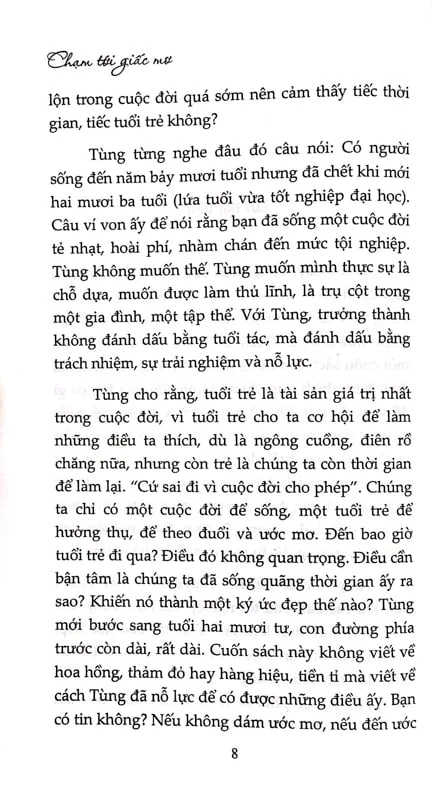 Chạm tới giấc mơ
lộn trong cuộc đời quá sớm nên cảm thấy tiếc thời
gian, tiếc tuổi trẻ không?
Tùng từng nghe đâu đó câu nói: Có người
sống đến năm bảy mươi tuổi nhưng đã chết khi mới
hai mươi ba tuổi (lứa tuổi vừa tốt nghiệp đại học).
Câu ví von ấy để nói rằng bạn đã sống một cuộc đời
tẻ nhạt, hoài phí, nhàm chán đến mức tội nghiệp.
Tùng không muốn thế. Tùng muốn mình thực sự là
chỗ dựa, muốn được làm thủ lĩnh, là trụ cột trong
một gia đình, một tập thể. Với Tùng, trưởng thành
không đánh dấu bằng tuổi tác, mà đánh dấu bằng
trách nhiệm, sự trải nghiệm và nỗ lực.
Tùng cho rằng, tuổi trẻ là tài sản giá trị nhất
trong cuộc đời, vì tuổi trẻ cho ta cơ hội để làm
những điều ta thích, dù là ngông cuồng, điên rồ
chăng nữa, nhưng còn trẻ là chúng ta còn thời gian
để làm lại. “Cứ sai đi vì cuộc đời cho phép”. Chúng
ta chỉ có một cuộc đời để sống, một tuổi trẻ để
hưởng thụ, để theo đuổi và ước mơ. Đến bao giờ
tuổi trẻ đi qua? Điều đó không quan trọng. Điều cần
bận tâm là chúng ta đã sống quãng thời gian ấy ra
sao? Khiến nó thành một ký ức đẹp thế nào? Tùng
mới bước sang tuổi hai mươi tư, con đường phía
trước còn dài, rất dài. Cuốn sách này không viết về
hoa hồng, thảm đỏ hay hàng hiệu, tiền tỉ mà viết về
cách Tùng đã nỗ lực để có được những điều ấy. Bạn
có tin không? Nếu không dám ước mơ, nếu đến ước
8